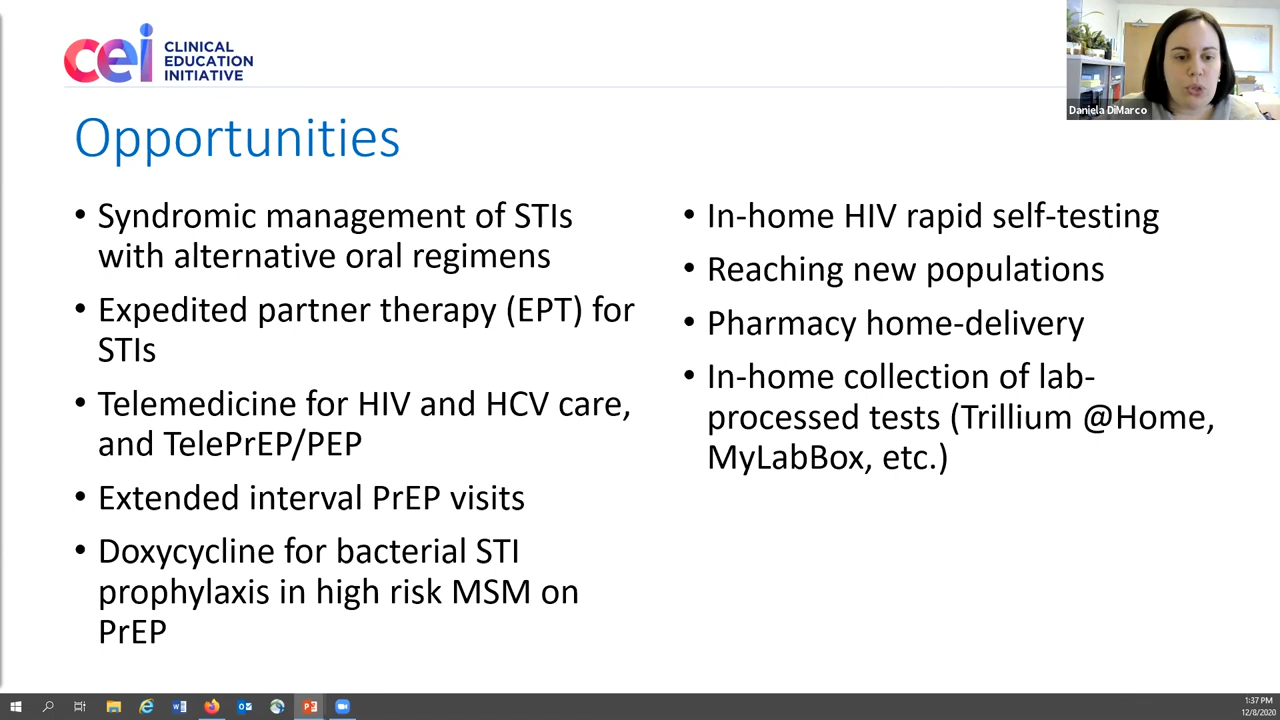 cei CLINICAL
EDUCATION
INITIATIVE
Daniela DiMarco
Opportunities
• Syndromic management of STIs
with alternative oral regimens
• Expedited partner therapy (EPT) for
STIs
• Telemedicine for HIV and HCV care,
and TelePrEP/PEP
• Extended interval PrEP visits
• Doxycycline for bacterial STI
prophylaxis in high risk MSM on
PrEP
• In-home HIV rapid self-testing
• Reaching new populations
• Pharmacy home-delivery
• In-home collection of lab-
processed tests (Trillium @Home,
MyLabBox, etc.)
1:37 PM
12/8/2020